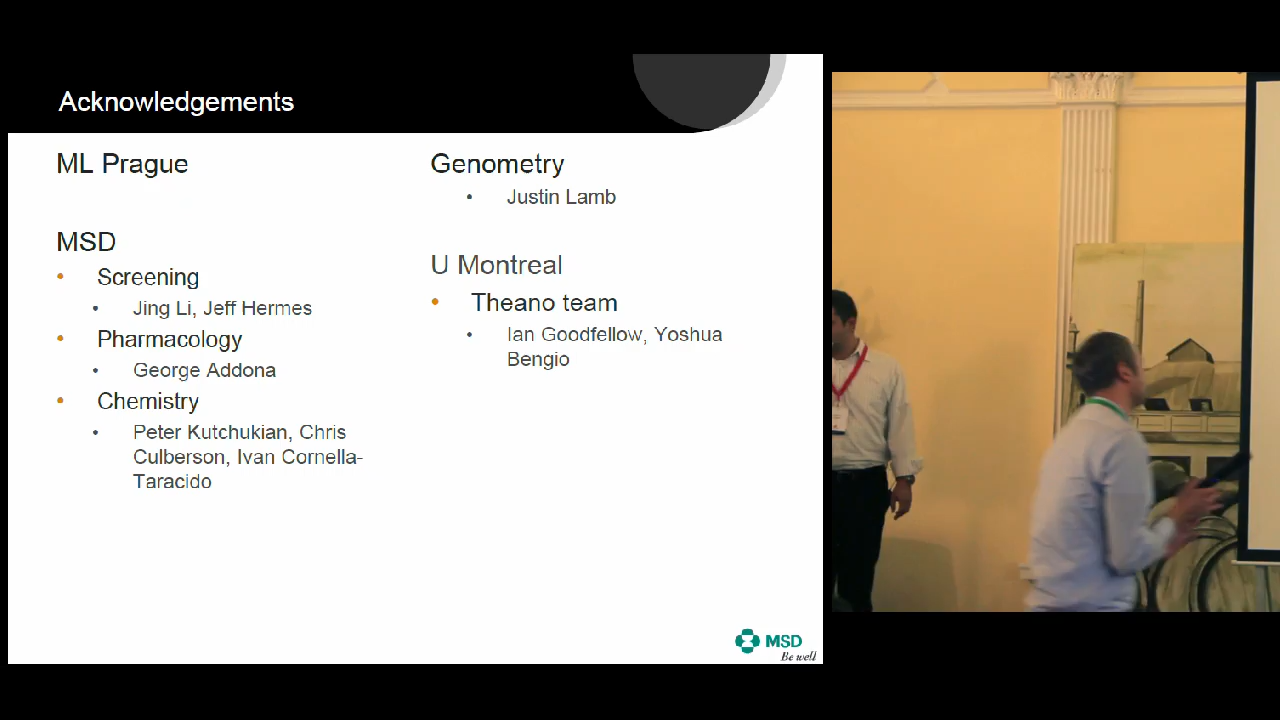 Acknowledgements
ML Prague
MSD
• Screening
• Jing Li, Jeff Hermes
• Pharmacology
• George Addona
• Chemistry
• Peter Kutchukian, Chris
Culberson, Ivan Cornella-
Taracido
Genometry
• Justin Lamb
U Montreal
• Theano team
• Ian Goodfellow, Yoshua
Bengio
MSD
Be well